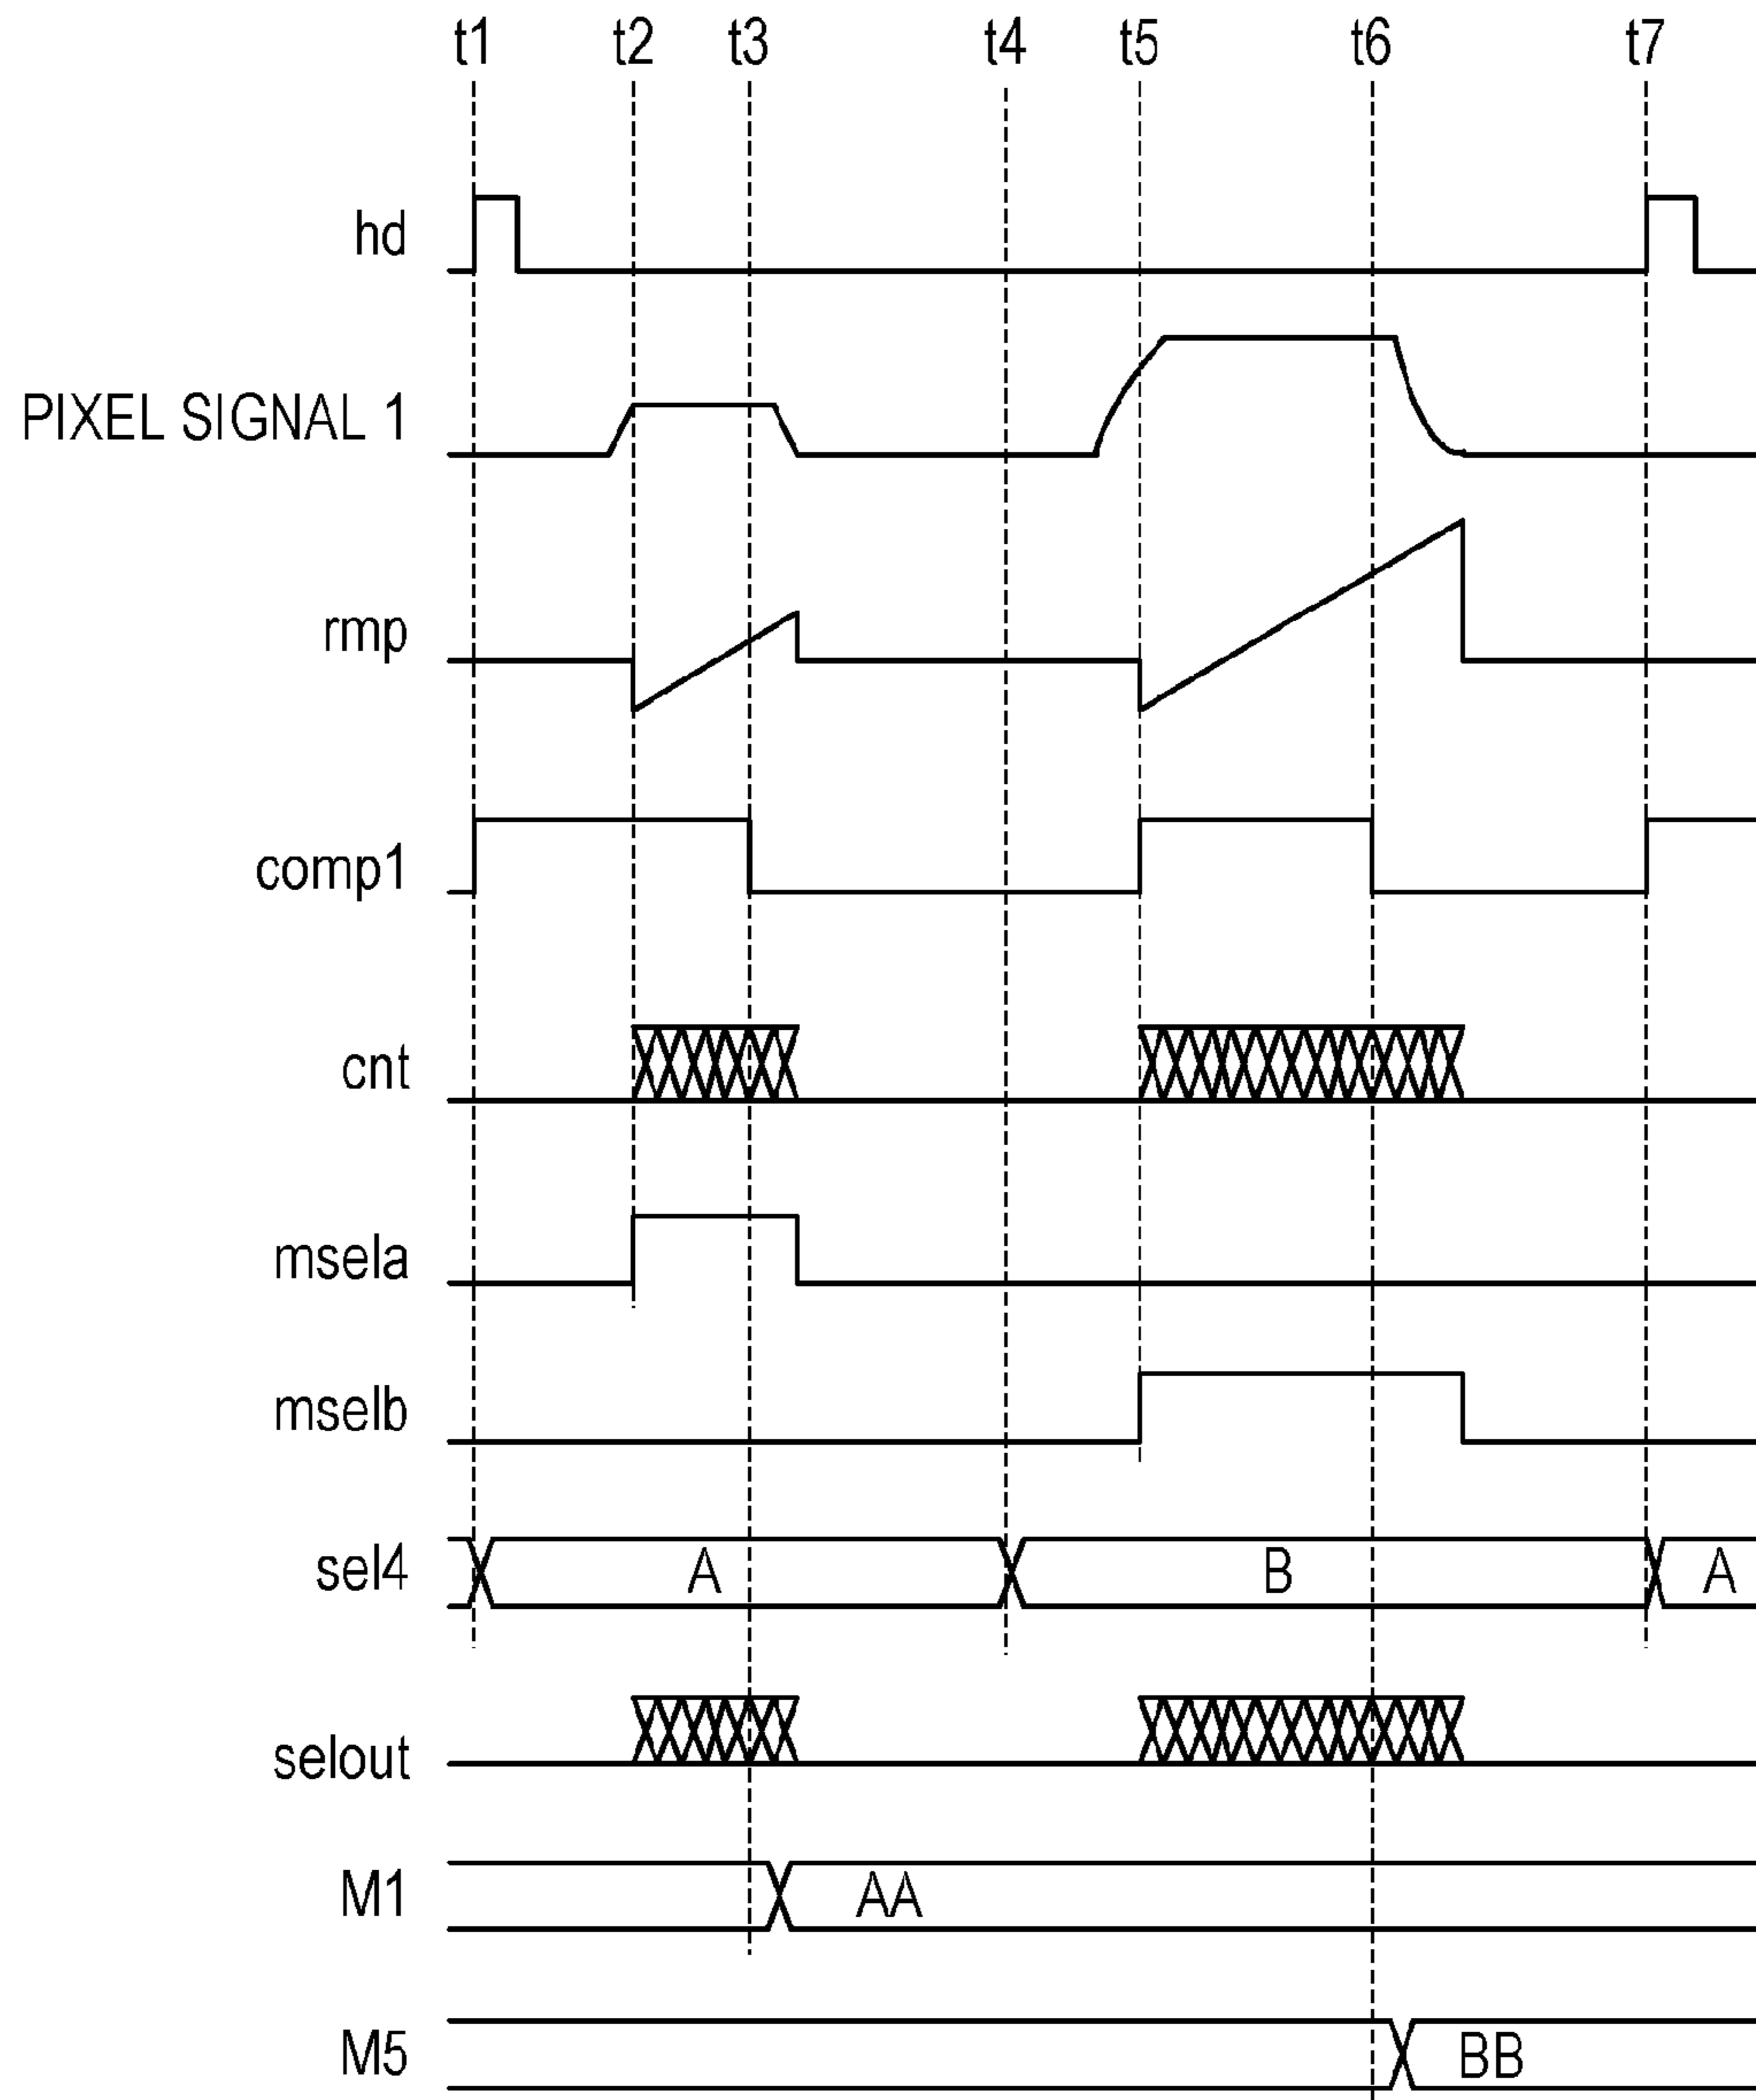 t1 t2 t3 t4 t5 t6 t7
hd
PIXEL SIGNAL 1
rmp
comp1
cnt
msela
mselb
sel4 A B A
selout
M1 AA
M5 BB